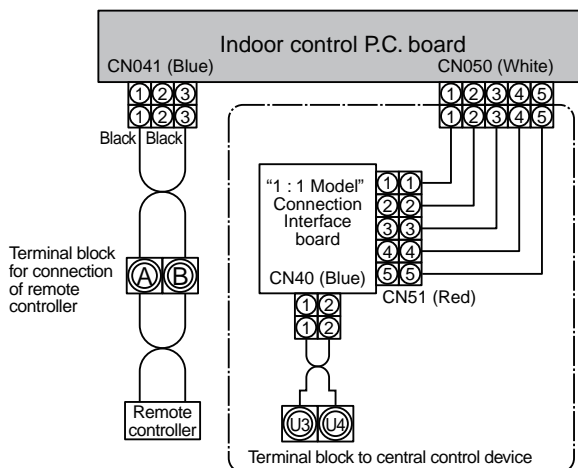 Indoor control P.C. board
CN041 (Blue)
CN050 (White)
1 2 3
1 2 3
1 2 3 4 5
1 2 3 4 5
Black Black
"1 : 1 Model"
Connection
Interface
board
1 1
2 2
3 3
4 4
5 5
CN40 (Blue)
CN51 (Red)
1 2
1 2
Terminal block
for connection
of remote
controller
A B
Remote
controller
U3 U4
Terminal block to central control device